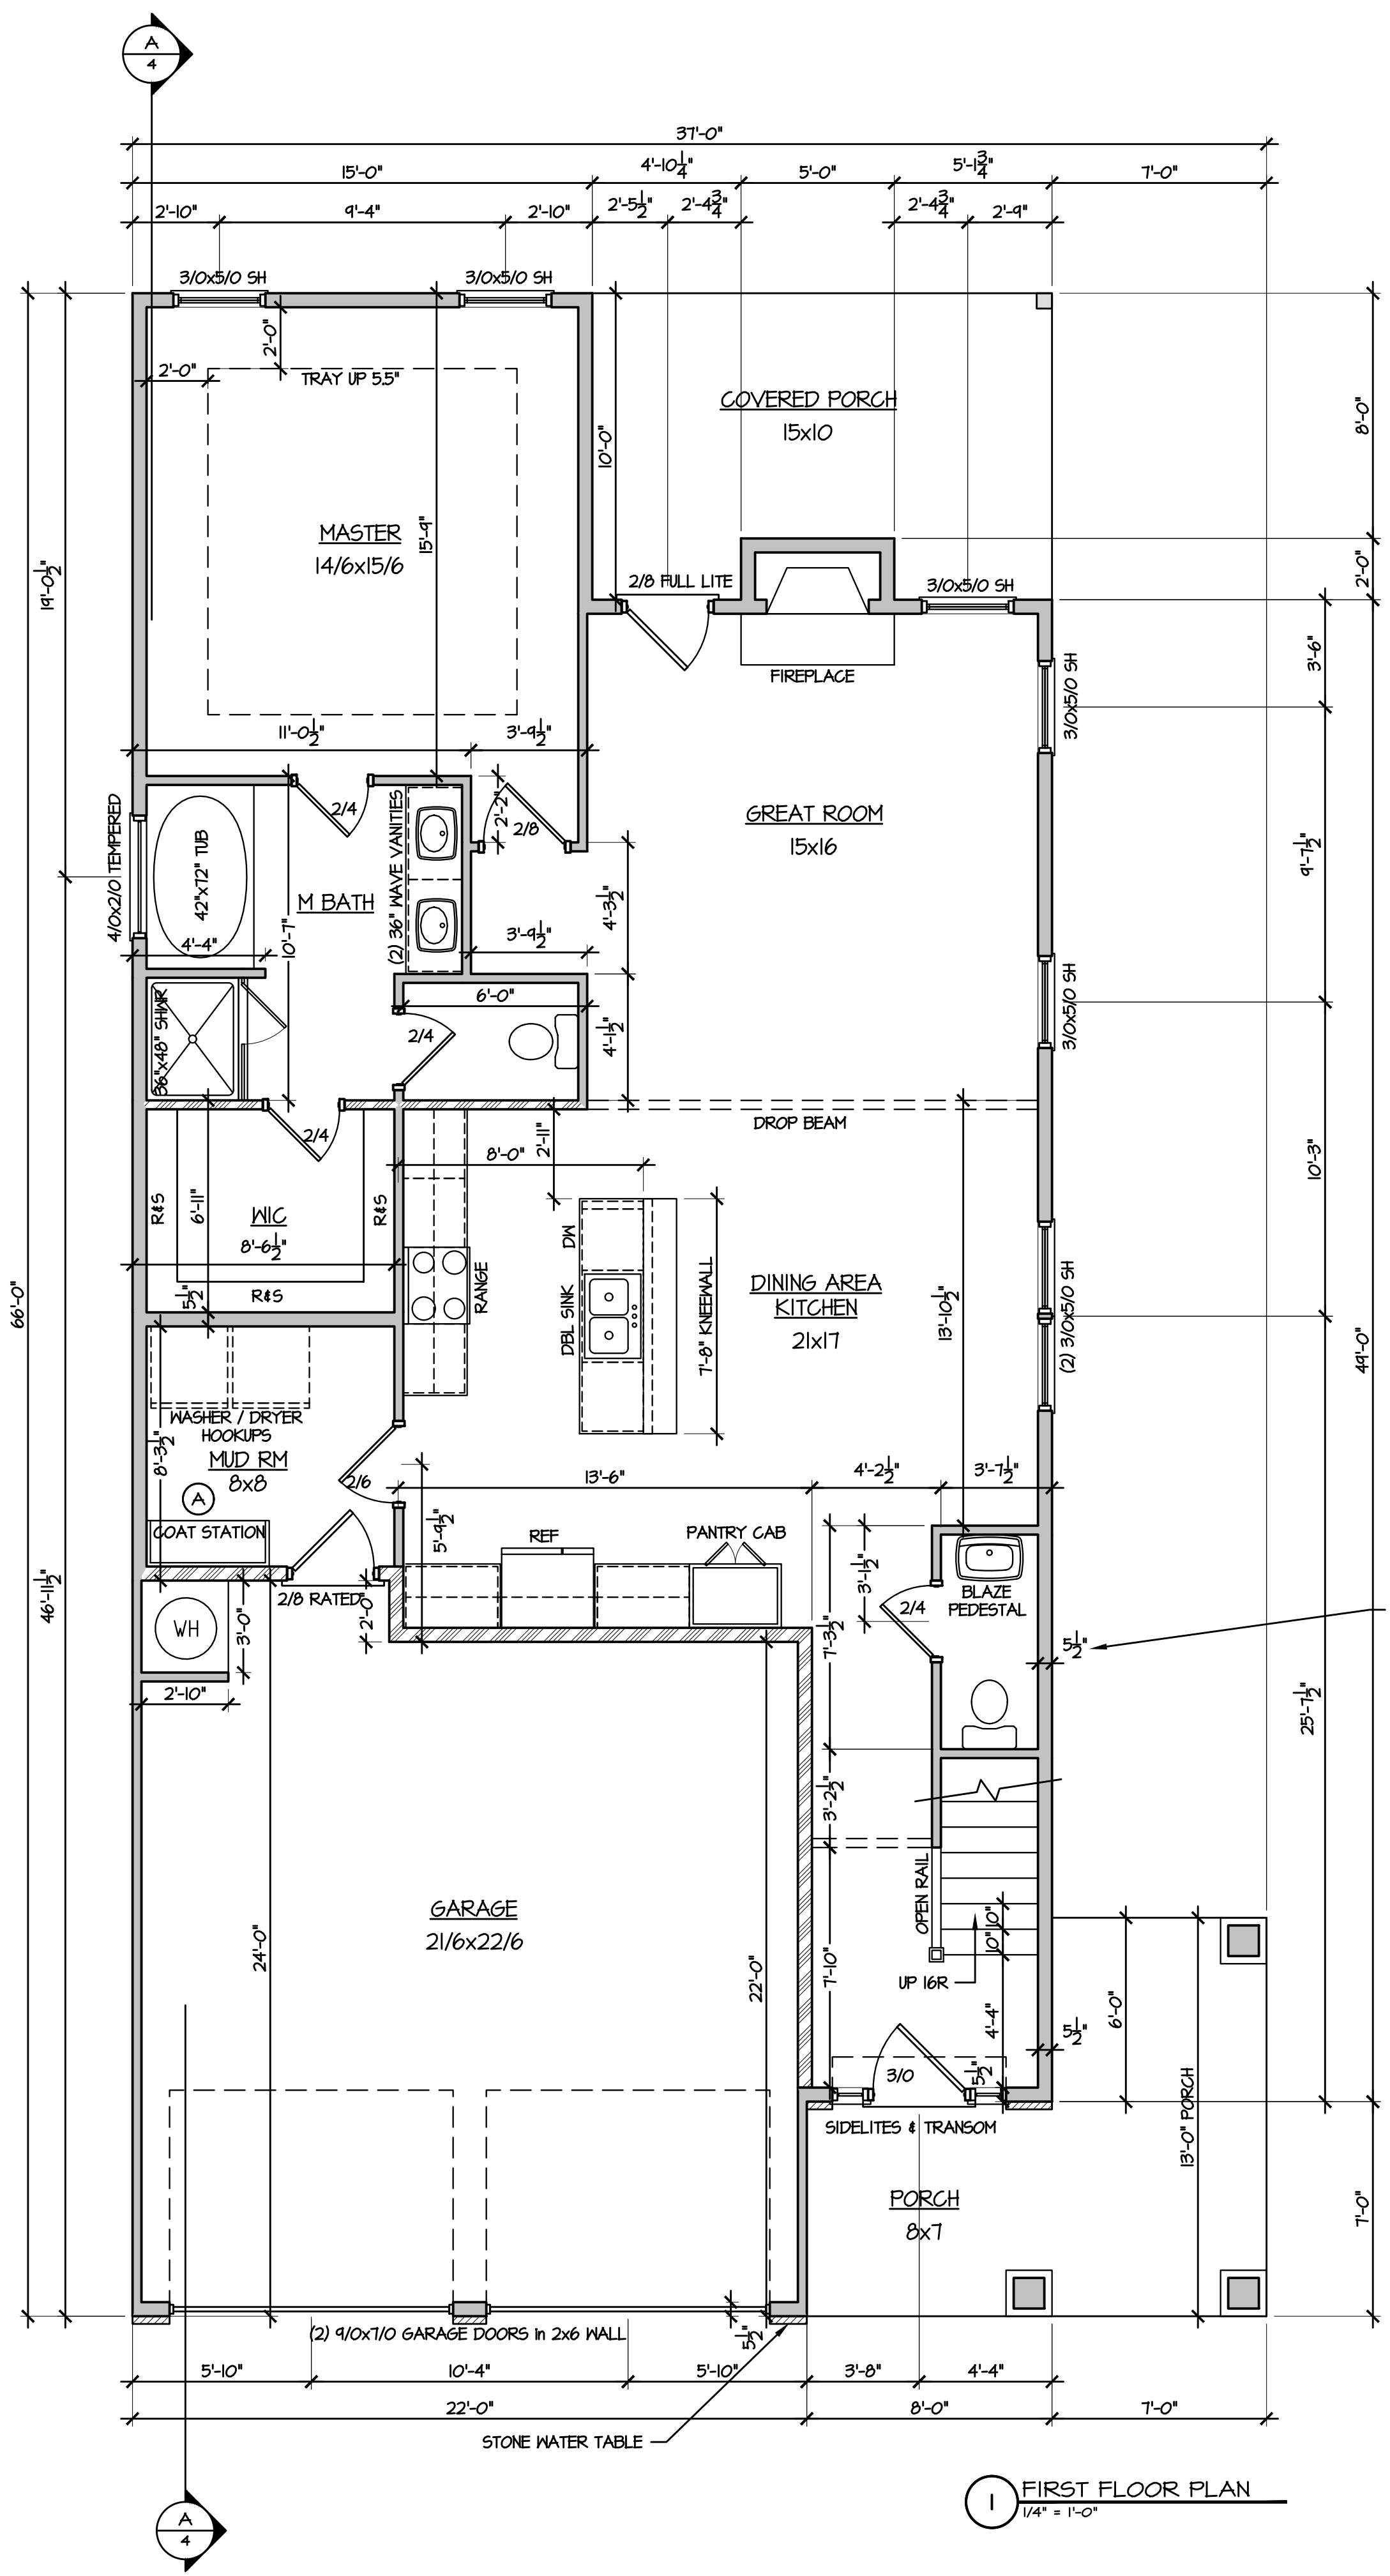 A
4
37'-0"
15'-0"
4'-10 1/4"
5'-0"
5'-1 3/4"
7'-0"
2'-10"
9'-4"
2'-10"
2'-5 1/2"
2'-4 3/4"
2'-4 3/4"
2'-9"
3/0x5/0 SH
3/0x5/0 SH
2'-0"
2'-0"
TRAY UP 5.5"
COVERED PORCH
15x10
10'-0"
8'-0"
MASTER
14/6x15/6
15'-9"
19'-0 1/2"
2/8 FULL LITE
3/0x5/0 SH
2'-0"
FIREPLACE
3/0x5/0 SH
3'-6"
11'-0 1/2"
3'-9 1/2"
2/4
2'-2"
2/8
GREAT ROOM
15x16
4/0x2/0 TEMPERED
42"x72" TUB
M BATH
(2) 36" WAVE VANITIES
10'-7"
4'-4"
4'-3 1/2"
3'-9 1/2"
9'-7 1/2"
3/0x5/0 SH
36"x48" SHWR
6'-0"
2/4
4'-1 1/2"
DROP BEAM
2/4
2'-11"
8'-0"
10'-3"
R&S
6'-11"
WIC
8'-6 1/2"
R&S
R&S
5 1/2"
RANGE
DW
DBL SINK
7'-8" KNEEWALL
DINING AREA
KITCHEN
21x17
13'-10 1/2"
(2) 3/0x5/0 SH
66'-0"
49'-0"
WASHER / DRYER
HOOKUPS
MUD RM
8x8
8'-3 1/2"
A
COAT STATION
2/6
13'-6"
4'-2 1/2"
3'-7 1/2"
5'-9 1/2"
REF
PANTRY CAB
46'-11 1/2"
2/8 RATED
2'-0"
WH
3'-0"
2'-10"
3'-1 1/2"
2/4
BLAZE
PEDESTAL
7'-3 1/2"
5 1/2"
25'-7 1/2"
3'-2 1/2"
OPEN RAIL
10"
10"
UP 16R
GARAGE
21/6x22/6
24'-0"
22'-0"
7'-10"
4'-4"
5 1/2"
6'-0"
5 1/2"
3/0
SIDELITES & TRANSOM
13'-0" PORCH
PORCH
8x7
7'-0"
(2) 9/0x7/0 GARAGE DOORS in 2x6 WALL
5 1/2"
5'-10"
10'-4"
5'-10"
3'-8"
4'-4"
22'-0"
8'-0"
7'-0"
STONE WATER TABLE
1
FIRST FLOOR PLAN
1/4" = 1'-0"
A
4